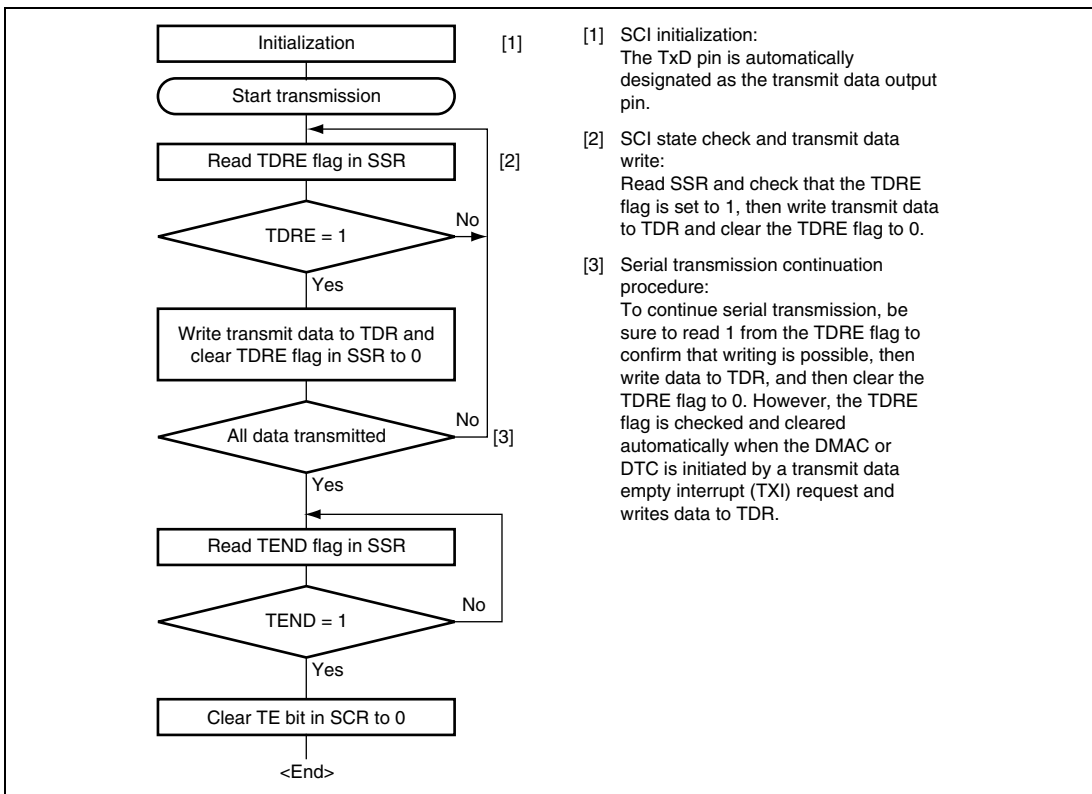 Initialization
[1]
Start transmission
Read TDRE flag in SSR
[2]
TDRE = 1
No
Yes
Write transmit data to TDR and
clear TDRE flag in SSR to 0
All data transmitted
No
[3]
Yes
Read TEND flag in SSR
TEND = 1
No
Yes
Clear TE bit in SCR to 0
<End>
[1] SCI initialization:
The TxD pin is automatically
designated as the transmit data output
pin.
[2] SCI state check and transmit data
write:
Read SSR and check that the TDRE
flag is set to 1, then write transmit data
to TDR and clear the TDRE flag to 0.
[3] Serial transmission continuation
procedure:
To continue serial transmission, be
sure to read 1 from the TDRE flag to
confirm that writing is possible, then
write data to TDR, and then clear the
TDRE flag to 0. However, the TDRE
flag is checked and cleared
automatically when the DMAC or
DTC is initiated by a transmit data
empty interrupt (TXI) request and
writes data to TDR.